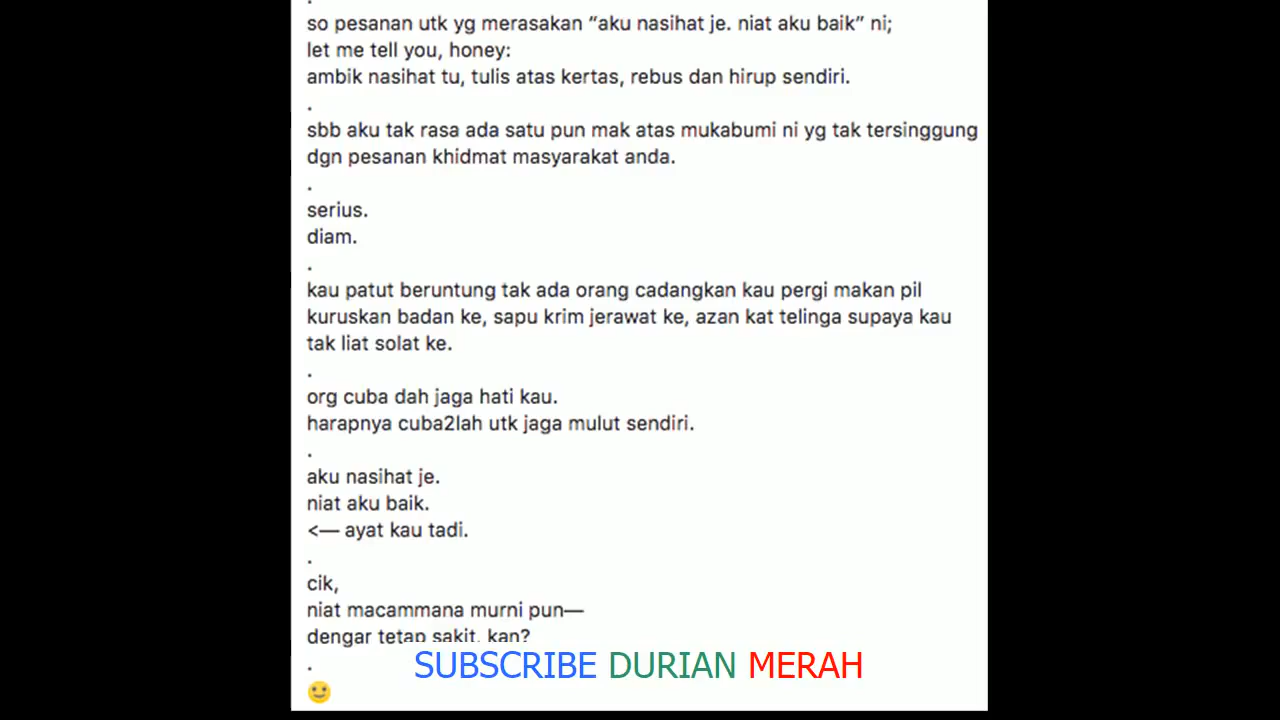 .
so pesanan utk yg merasakan “aku nasihat je. niat aku baik” ni;
let me tell you, honey:
ambik nasihat tu, tulis atas kertas, rebus dan hirup sendiri.
.
sbb aku tak rasa ada satu pun mak atas mukabumi ni yg tak tersinggung
dgn pesanan khidmat masyarakat anda.
.
serius.
diam.
.
kau patut beruntung tak ada orang cadangkan kau pergi makan pil
kuruskan badan ke, sapu krim jerawat ke, azan kat telinga supaya kau
tak liat solat ke.
.
org cuba dah jaga hati kau.
harapnya cuba2lah utk jaga mulut sendiri.
.
aku nasihat je.
niat aku baik.
<— ayat kau tadi.
.
cik,
niat macammana murni pun—
dengar tetap sakit, kan?
.
SUBSCRIBE DURIAN MERAH